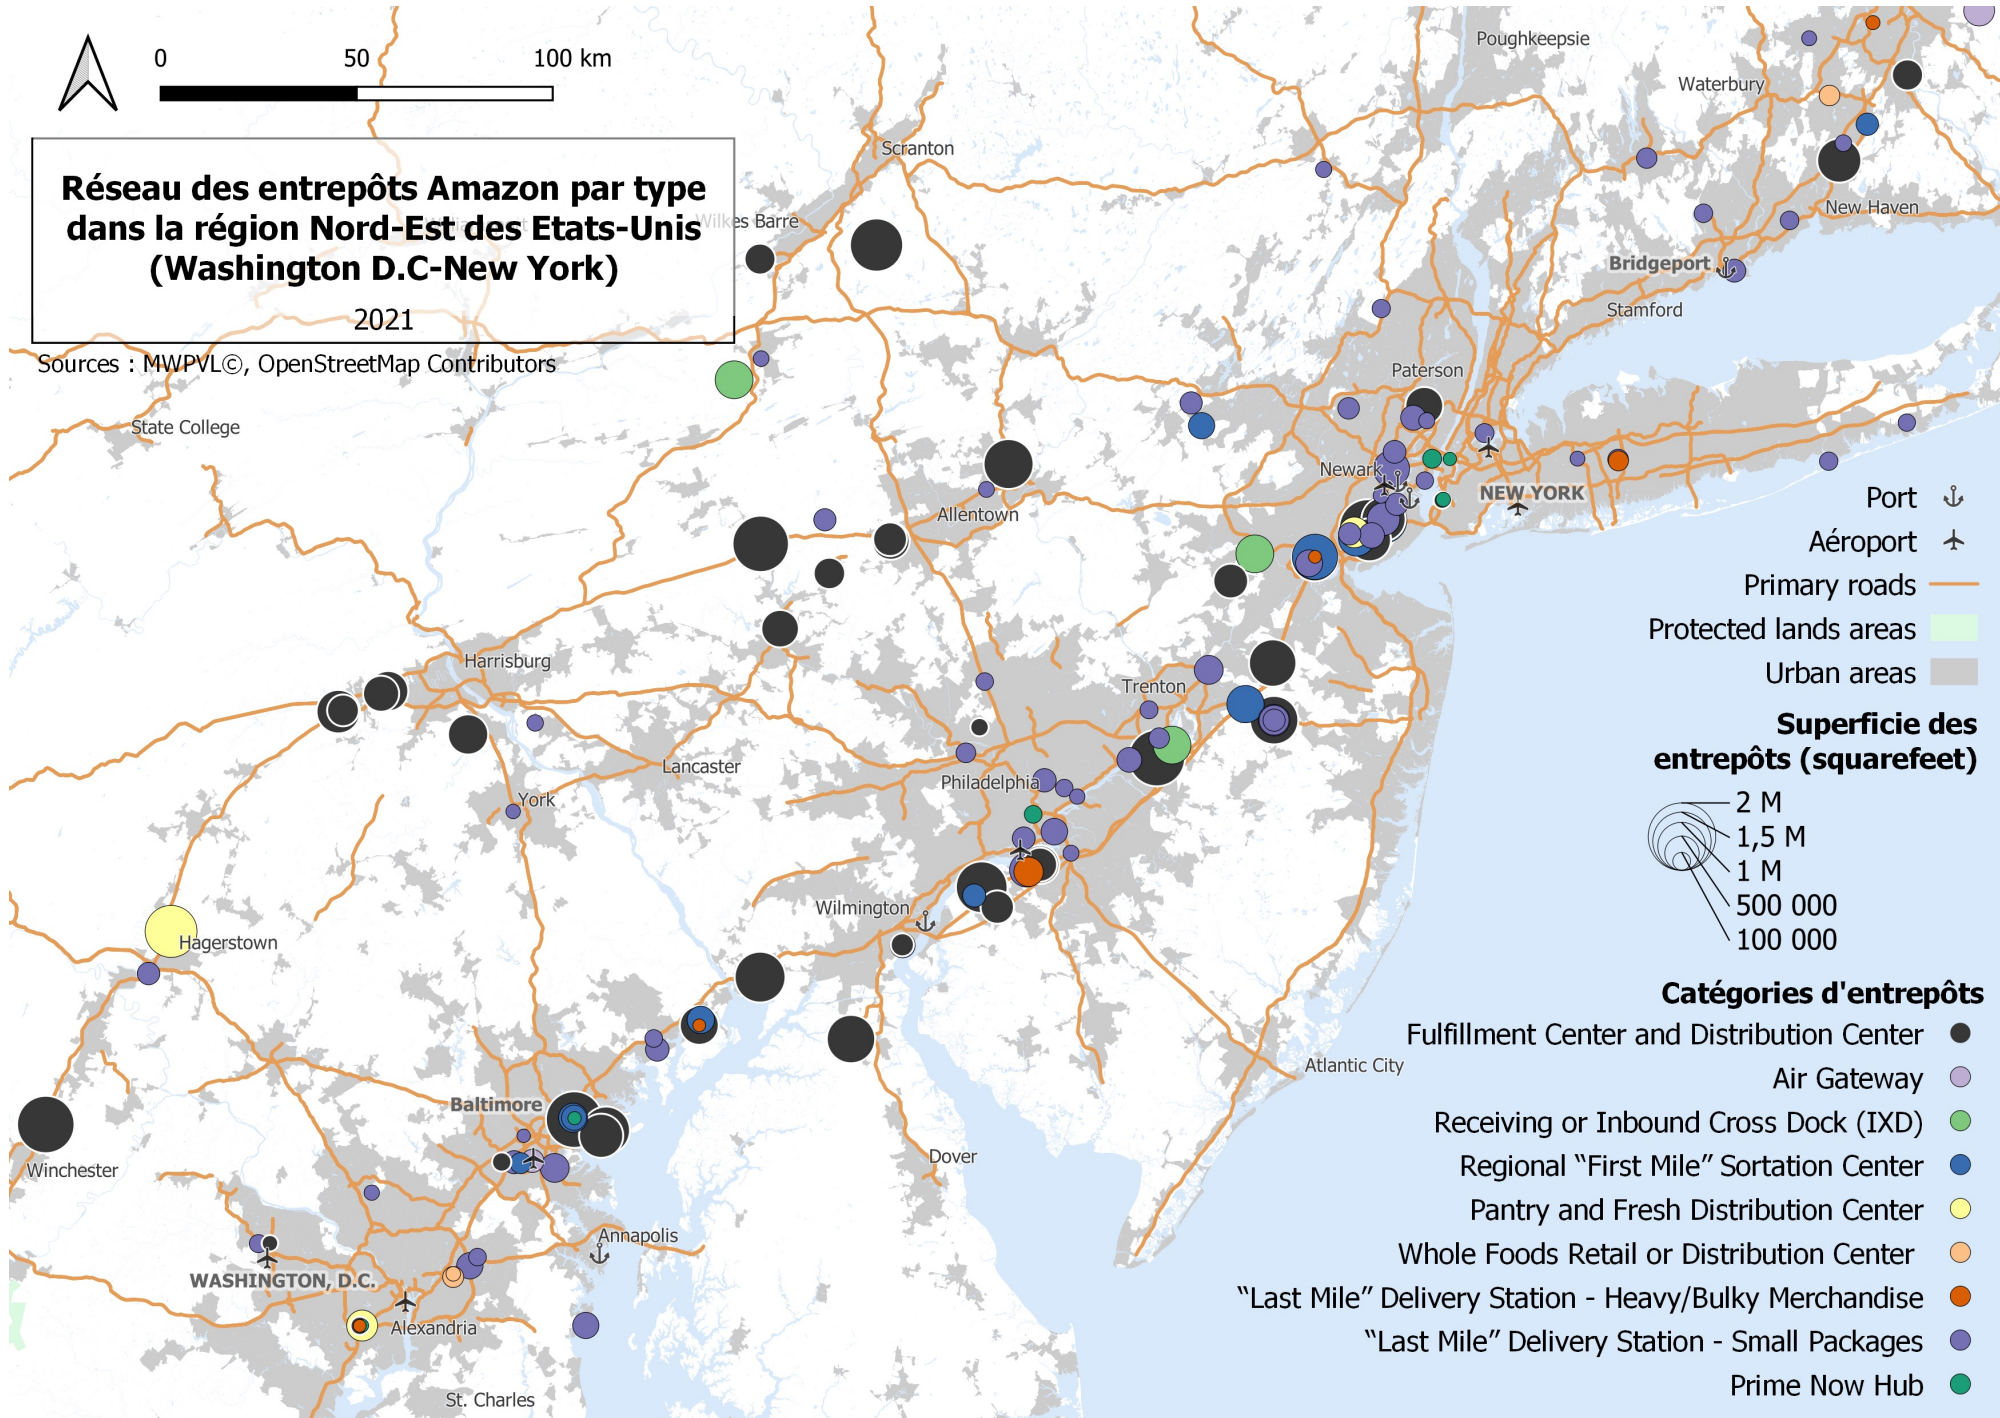 0 50 100 km
Réseau des entrepôts Amazon par type
dans la région Nord-Est des Etats-Unis
(Washington D.C-New York)
2021
Sources : MWPVL©, OpenStreetMap Contributors
Poughkeepsie
Waterbury
Scranton
Wilkes Barre
New Haven
Bridgeport
Stamford
Paterson
State College
Newark
NEW YORK
Allentown
Harrisburg
Trenton
Lancaster
Philadelphia
York
Wilmington
Hagerstown
Atlantic City
Baltimore
Winchester
Dover
Annapolis
WASHINGTON, D.C.
Alexandria
St. Charles
Port
Aéroport
Primary roads
Protected lands areas
Urban areas
Superficie des
entrepôts (squarefeet)
2 M
1,5 M
1 M
500 000
100 000
Catégories d'entrepôts
Fulfillment Center and Distribution Center
Air Gateway
Receiving or Inbound Cross Dock (IXD)
Regional “First Mile” Sortation Center
Pantry and Fresh Distribution Center
Whole Foods Retail or Distribution Center
“Last Mile” Delivery Station - Heavy/Bulky Merchandise
“Last Mile” Delivery Station - Small Packages
Prime Now Hub